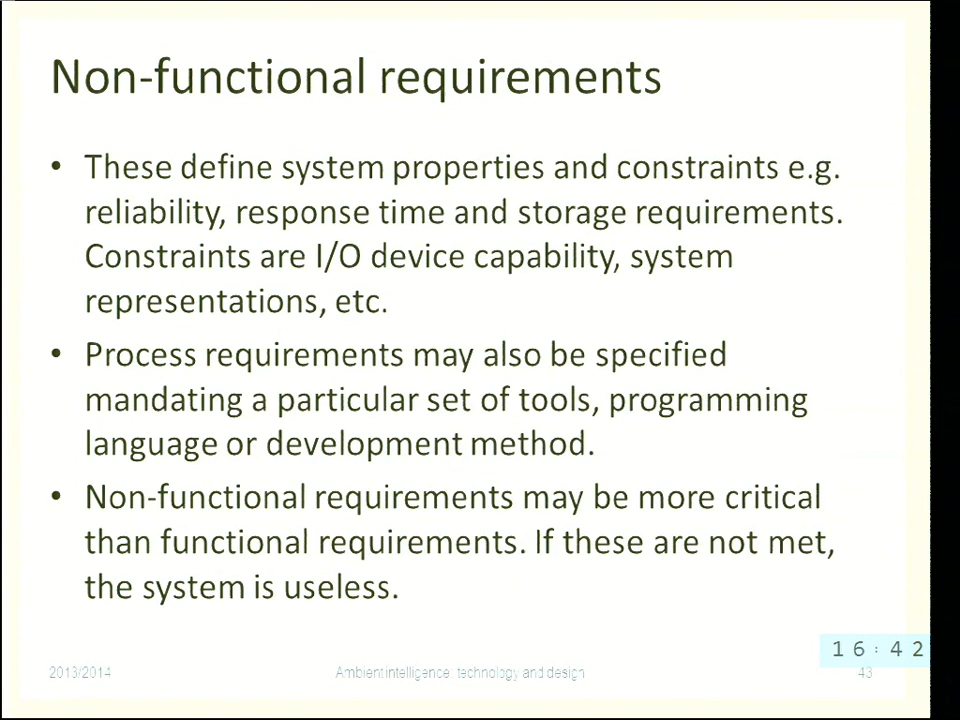 Non-functional requirements
• These define system properties and constraints e.g.
reliability, response time and storage requirements.
Constraints are I/O device capability, system
representations, etc.
• Process requirements may also be specified
mandating a particular set of tools, programming
language or development method.
• Non-functional requirements may be more critical
than functional requirements. If these are not met,
the system is useless.
16:42
2013/2014 Ambient intelligence: technology and design 43